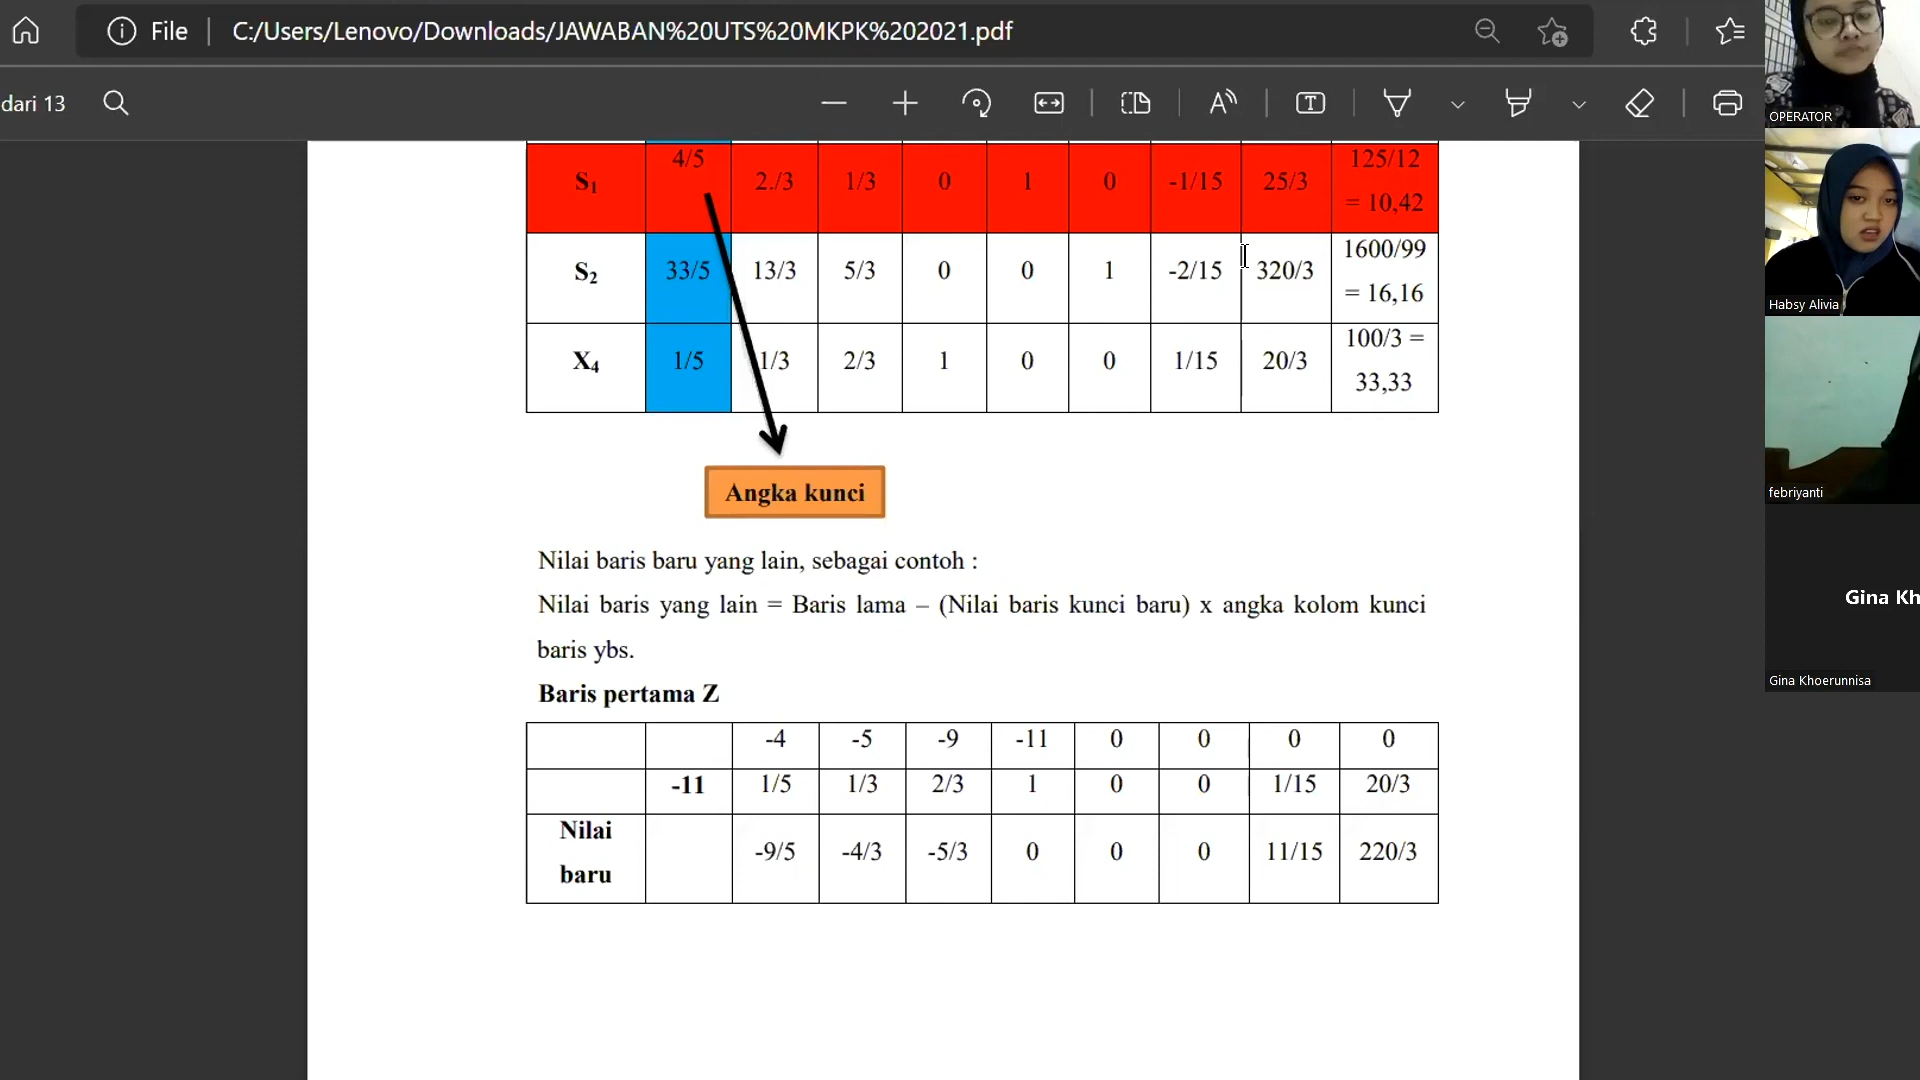 File C:/Users/Lenovo/Downloads/JAWABAN%20UTS%20MKPK%202021.pdf
dari 13
S1 4/5 2./3 1/3 0 1 0 -1/15 25/3 125/12 = 10,42
S2 33/5 13/3 5/3 0 0 1 -2/15 320/3 1600/99 = 16,16
X4 1/5 1/3 2/3 1 0 0 1/15 20/3 100/3 = 33,33
Angka kunci
Nilai baris baru yang lain, sebagai contoh :
Nilai baris yang lain = Baris lama – (Nilai baris kunci baru) x angka kolom kunci
baris ybs.
Baris pertama Z
-4 -5 -9 -11 0 0 0 0
-11 1/5 1/3 2/3 1 0 0 1/15 20/3
Nilai baru -9/5 -4/3 -5/3 0 0 0 11/15 220/3
OPERATOR
Habsy Alivia
febriyanti
Gina Kh
Gina Khoerunnisa